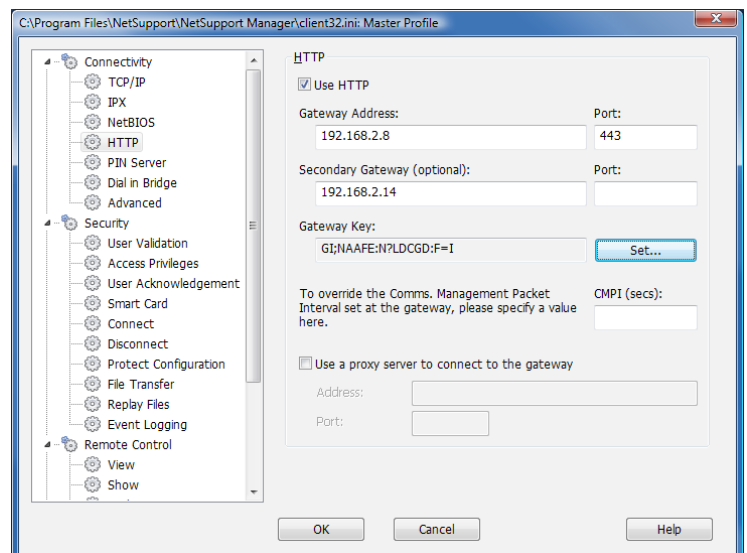 C:\Program Files\NetSupport\NetSupport Manager\client32.ini: Master Profile
Connectivity
TCP/IP
IPX
NetBIOS
HTTP
PIN Server
Dial in Bridge
Advanced
Security
User Validation
Access Privileges
User Acknowledgement
Smart Card
Connect
Disconnect
Protect Configuration
File Transfer
Replay Files
Event Logging
Remote Control
View
Show
HTTP
Use HTTP
Gateway Address: Port:
192.168.2.8 443
Secondary Gateway (optional): Port:
192.168.2.14
Gateway Key:
GI;NAAFE:N?LDCGD:F=I Set...
To override the Comms. Management Packet CMPI (secs):
Interval set at the gateway, please specify a value
here.
Use a proxy server to connect to the gateway
Address:
Port:
OK Cancel Help